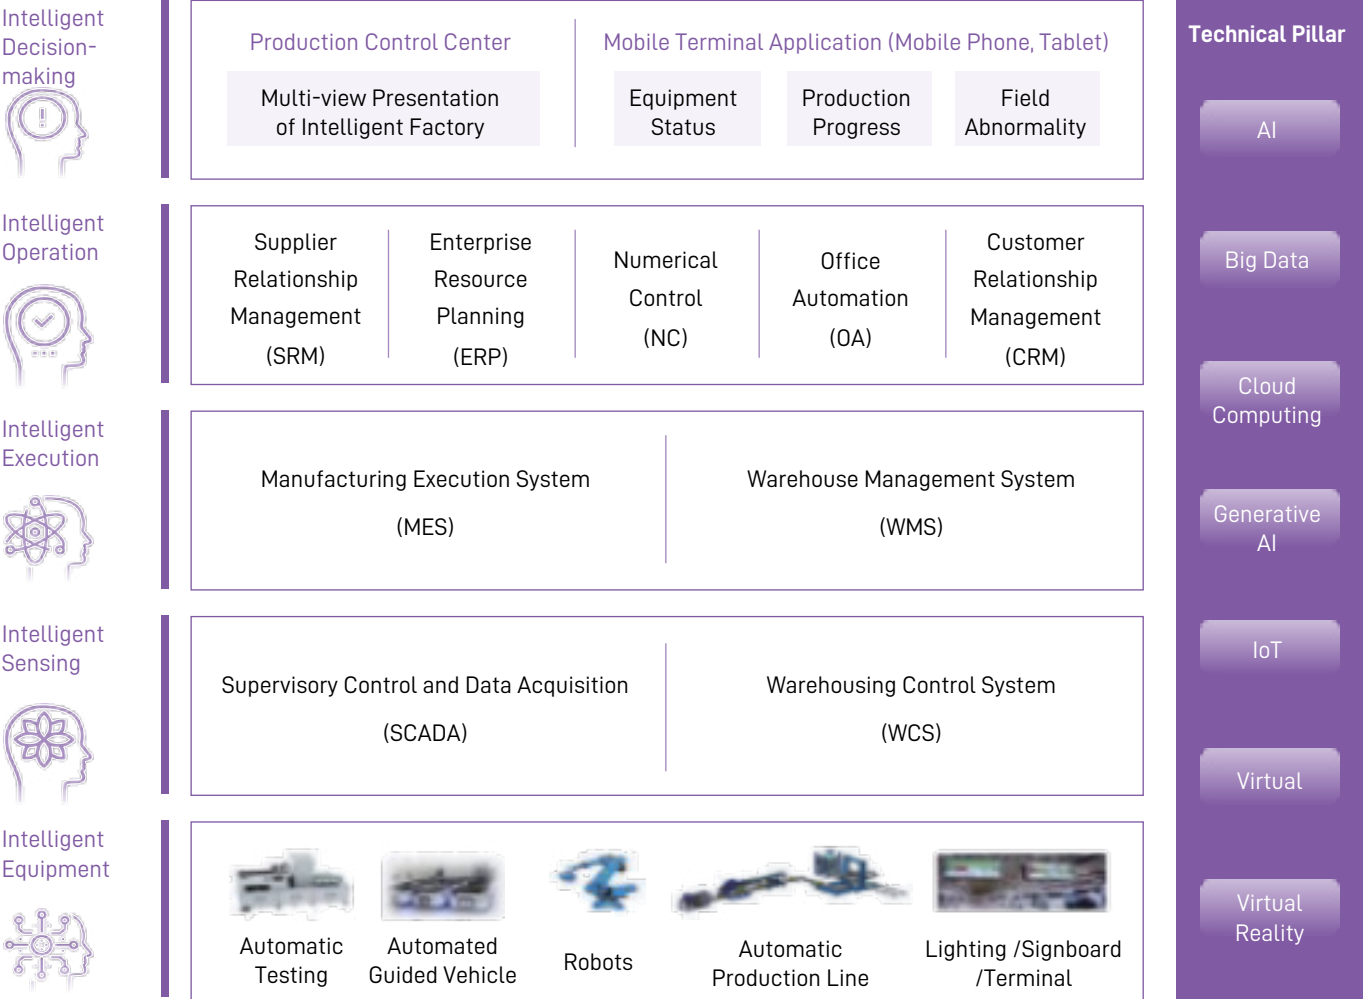 Intelligent
Decision-
making
Production Control Center
Multi-view Presentation
of Intelligent Factory
Mobile Terminal Application (Mobile Phone, Tablet)
Equipment
Status
Production
Progress
Field
Abnormality
Intelligent
Operation
Supplier
Relationship
Management
(SRM)
Enterprise
Resource
Planning
(ERP)
Numerical
Control
(NC)
Office
Automation
(OA)
Customer
Relationship
Management
(CRM)
Intelligent
Execution
Manufacturing Execution System
(MES)
Warehouse Management System
(WMS)
Intelligent
Sensing
Supervisory Control and Data Acquisition
(SCADA)
Warehousing Control System
(WCS)
Intelligent
Equipment
Automatic
Testing
Automated
Guided Vehicle
Robots
Automatic
Production Line
Lighting /Signboard
/Terminal
Technical Pillar
AI
Big Data
Cloud
Computing
Generative
AI
IoT
Virtual
Virtual
Reality